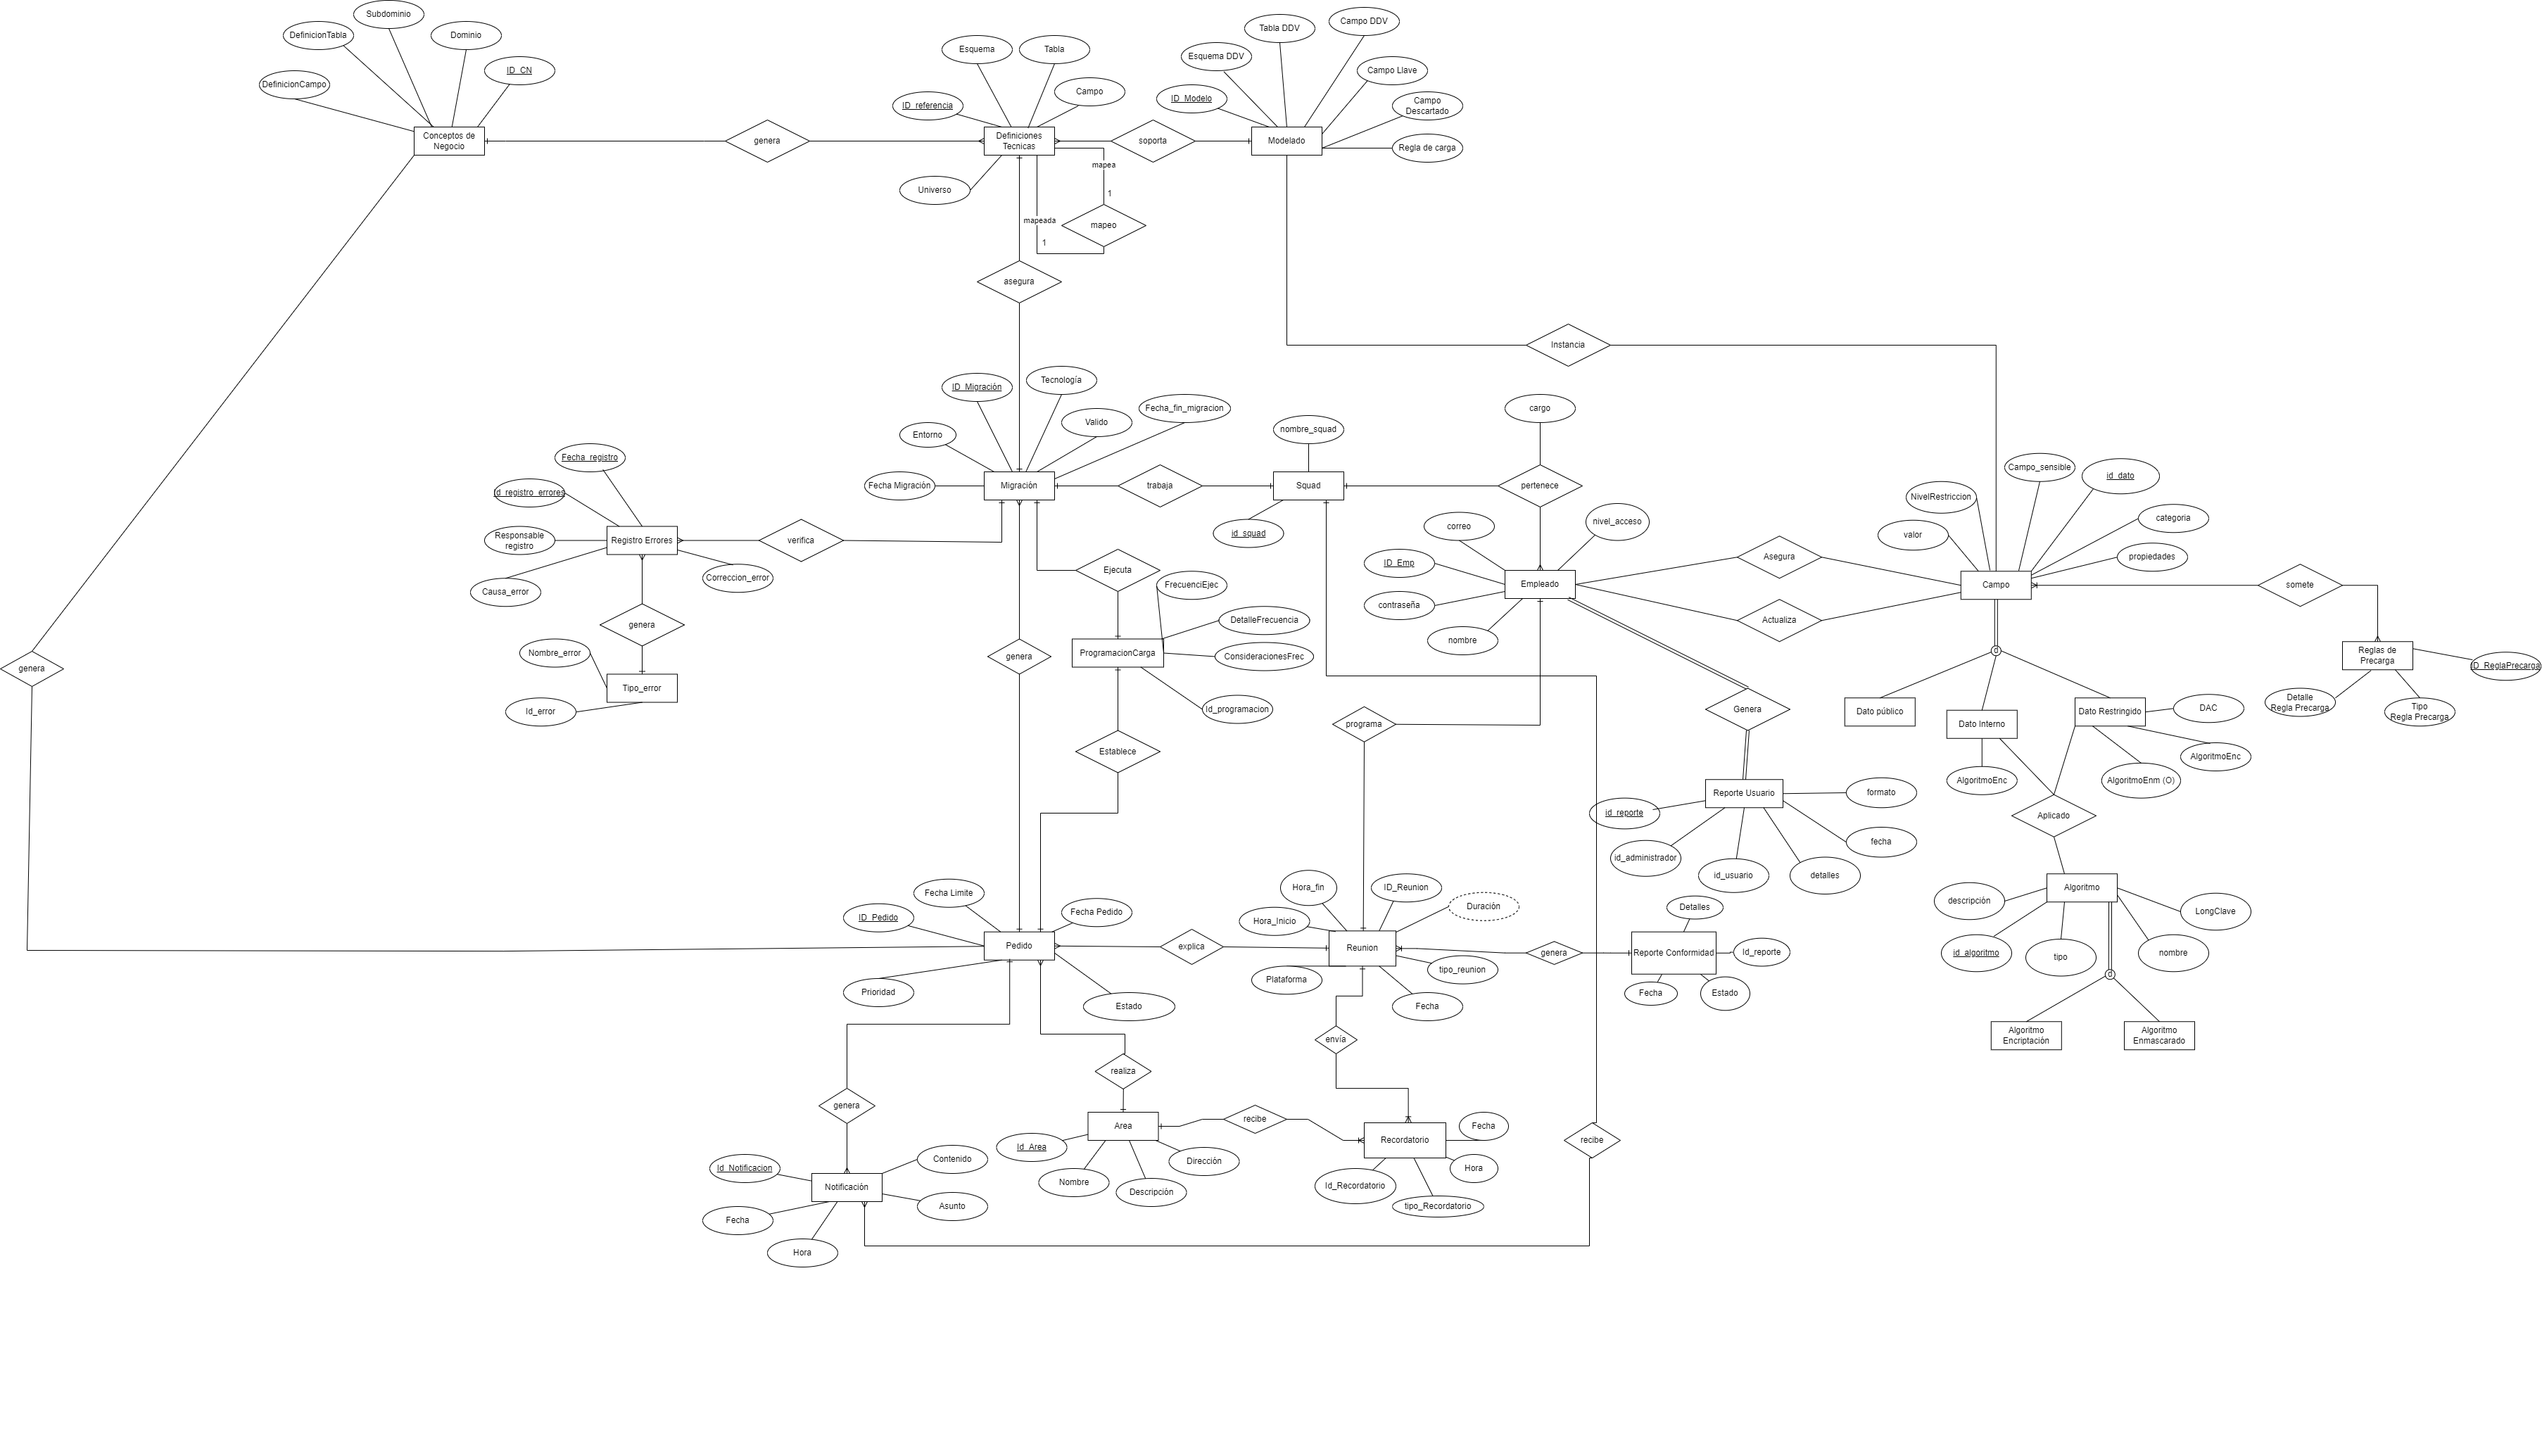 Subdominio
DefinicionTabla
Dominio
ID_CN
DefinicionCampo
Conceptos de
Negocio
genera
Esquema
Tabla
Campo
ID_referencia
Definiciones
Tecnicas
Universo
mapea
1
mapeada
1
mapeo
soporta
Campo DDV
Tabla DDV
Esquema DDV
Campo Llave
ID_Modelo
Campo
Descartado
Modelado
Regla de carga
asegura
Instancia
ID_Migración
Tecnología
Fecha_fin_migracion
Valido
Entorno
Fecha Migración
Migración
trabaja
nombre_squad
Squad
id_squad
cargo
pertenece
correo
nivel_acceso
ID_Emp
Empleado
contraseña
nombre
Asegura
Actualiza
Campo_sensible
id_dato
NivelRestriccion
categoria
valor
propiedades
Campo
somete
Reglas de
Precarga
ID_ReglaPrecarga
Detalle
Regla Precarga
Tipo
Regla Precarga
Fecha_registro
Id_registro_errores
Responsable
registro
Registro Errores
verifica
Causa_error
Correccion_error
genera
Nombre_error
Tipo_error
Id_error
genera
Ejecuta
FrecuenciEjec
DetalleFrecuencia
ProgramacionCarga
ConsideracionesFrec
Id_programacion
genera
Establece
programa
Genera
d
Dato público
Dato Interno
Dato Restringido
DAC
AlgoritmoEnc
AlgoritmoEnm (O)
AlgoritmoEnc
Aplicado
Reporte Usuario
formato
id_reporte
fecha
id_administrador
id_usuario
detalles
Algoritmo
descripción
LongClave
id_algoritmo
tipo
nombre
d
Algoritmo
Encriptación
Algoritmo
Enmascarado
Fecha Limite
ID_Pedido
Fecha Pedido
Pedido
Prioridad
Estado
explica
Hora_fin
ID_Reunion
Duración
Hora_Inicio
Reunion
Plataforma
tipo_reunion
Fecha
genera
Detalles
Reporte Conformidad
Id_reporte
Fecha
Estado
envía
realiza
genera
Area
Id_Area
Nombre
Descripción
Dirección
recibe
Recordatorio
Fecha
Hora
Id_Recordatorio
tipo_Recordatorio
recibe
Id_Notificacion
Contenido
Notificación
Asunto
Fecha
Hora